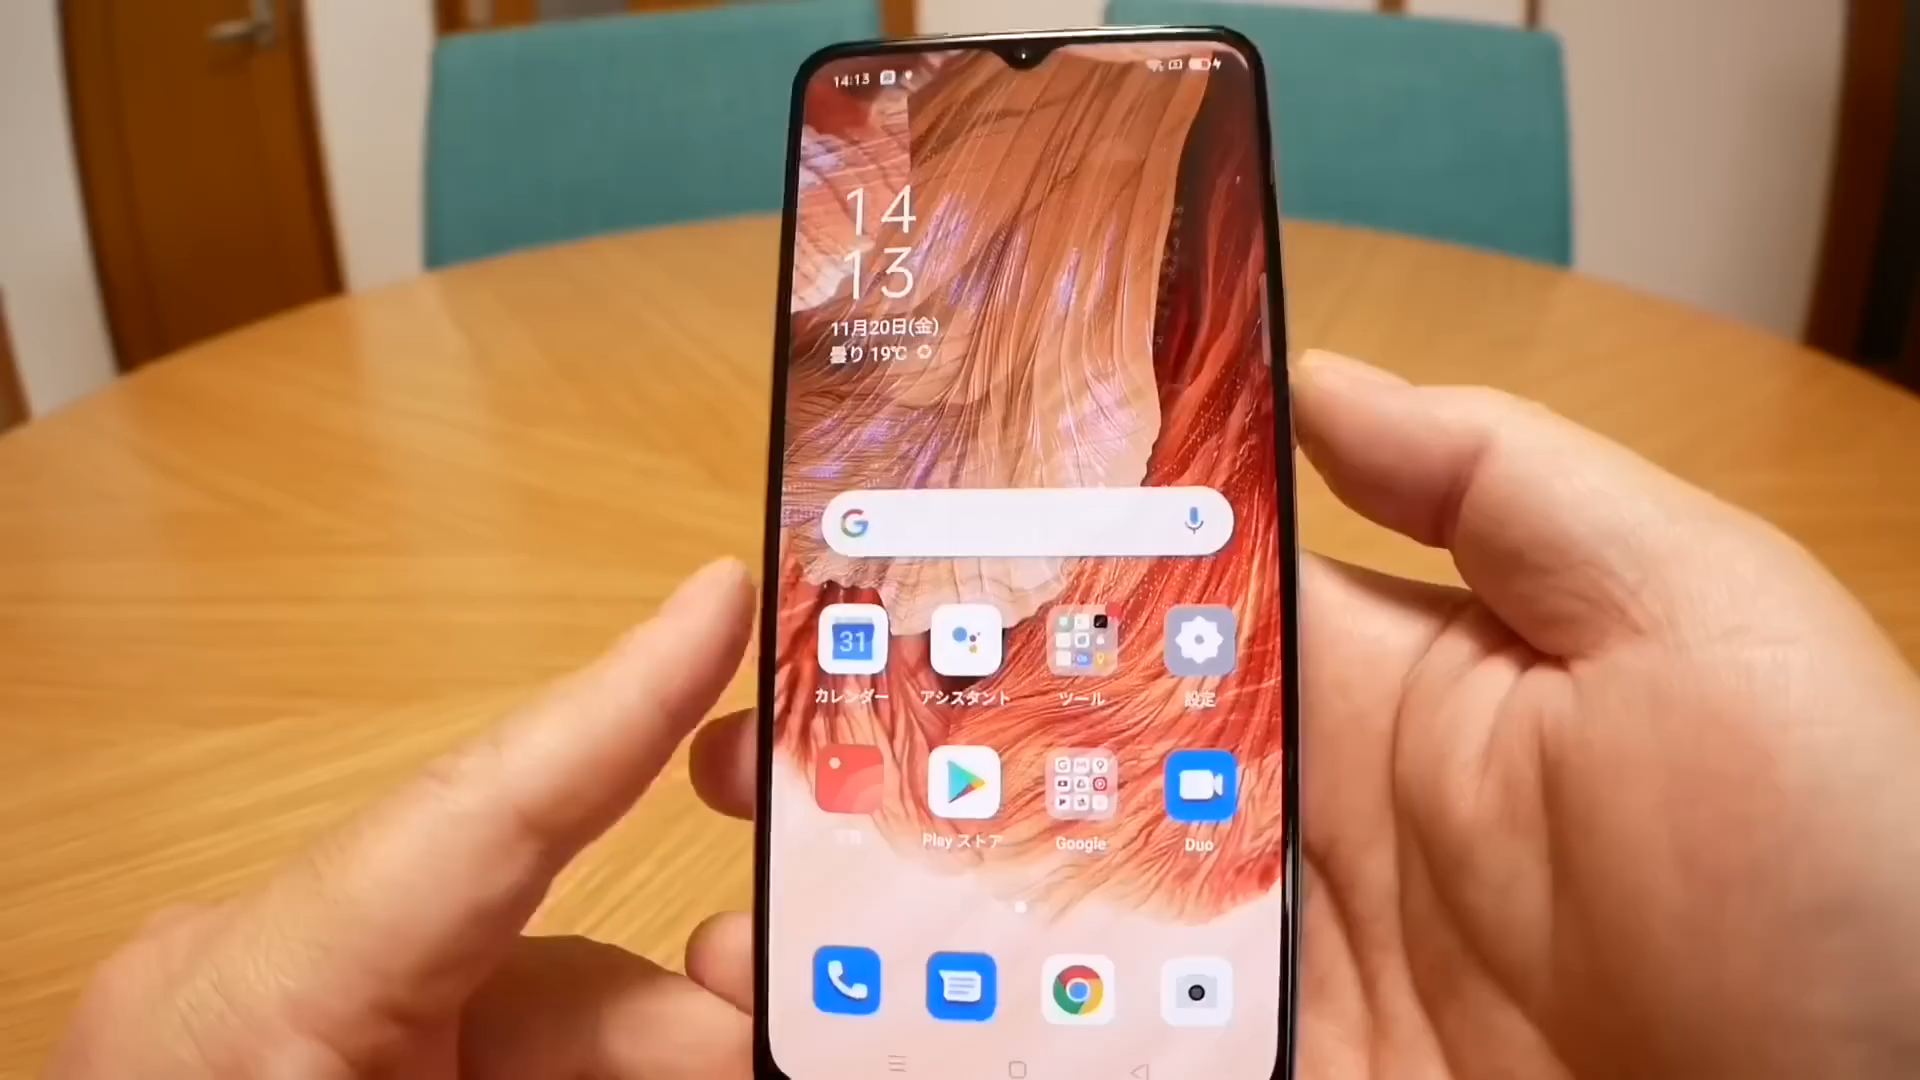 14:13
14
13
11月20日(金)
曇り 19℃
G
31
カレンダー
アシスタント
ツール
設定
Play ストア
Google
Duo